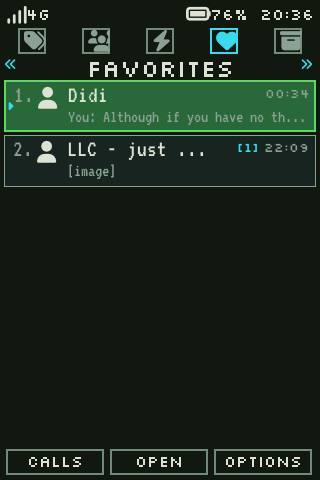 4G 76% 20:36
« FAVORITES »
1. Didi 00:34
You: Although if you have no th...
2. LLC - just ... [1] 22:09
[image]
CALLS OPEN OPTIONS